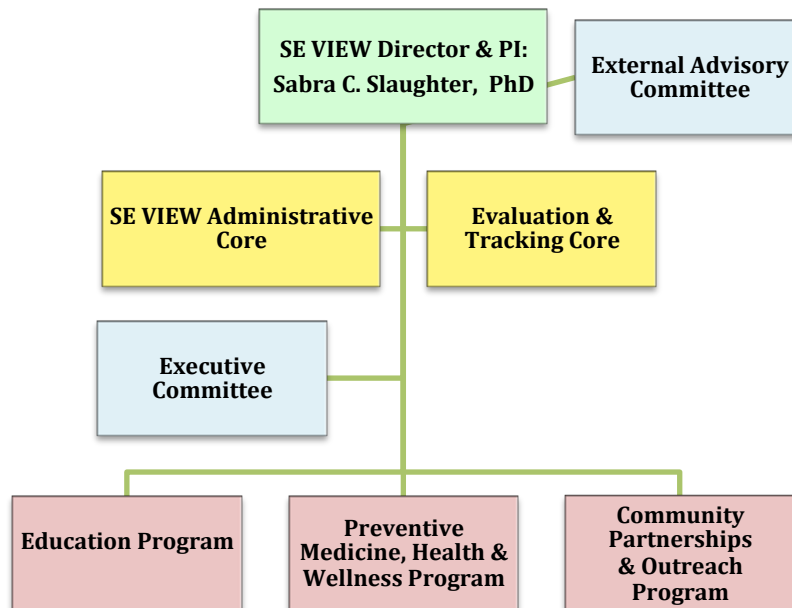 SE VIEW Director & PI:
Sabra C. Slaughter, PhD
External Advisory
Committee
SE VIEW Administrative
Core
Evaluation &
Tracking Core
Executive
Committee
Education Program
Preventive
Medicine, Health &
Wellness Program
Community
Partnerships
& Outreach
Program